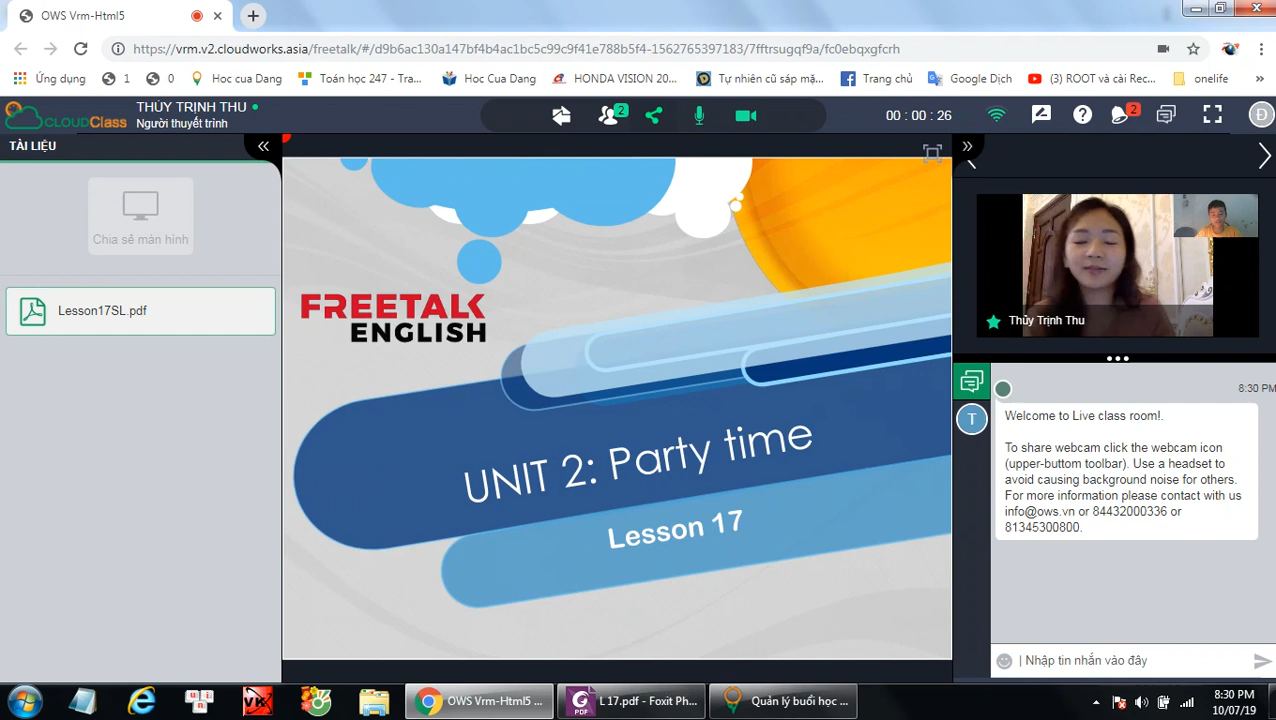 OWS Vrm-Html5
https://vrm.v2.cloudworks.asia/freetalk/#/d9b6ac130a147bf4b4ac1bc5c99c9f41e788b5f4-1562765397183/7fftrsugqf9a/fc0ebqxgfcrh
Ứng dụng 1 0 Học cua Dang Toán học 247 - Tra... Học Cua Dang HONDA VISION 20... Tự nhiên cũ sáp mặ... Trang chủ Google Dịch (3) ROOT và cài Rec... onelife »
CLOUDClass
THỦY TRỊNH THU
Người thuyết trình
2
00 : 00 : 26
2
Đ
TÀI LIỆU
Chia sẻ màn hình
Lesson17SL.pdf
FREETALK
ENGLISH
UNIT 2: Party time
Lesson 17
Thủy Trịnh Thu
8:30 PM
T
Welcome to Live class room!.
To share webcam click the webcam icon
(upper-buttom toolbar). Use a headset to
avoid causing background noise for others.
For more information please contact with us
info@ows.vn or 84432000336 or
81345300800.
Nhập tin nhắn vào đây
OWS Vrm-Html5 ...
L 17.pdf - Foxit Ph...
Quản lý buổi học ...
8:30 PM
10/07/19